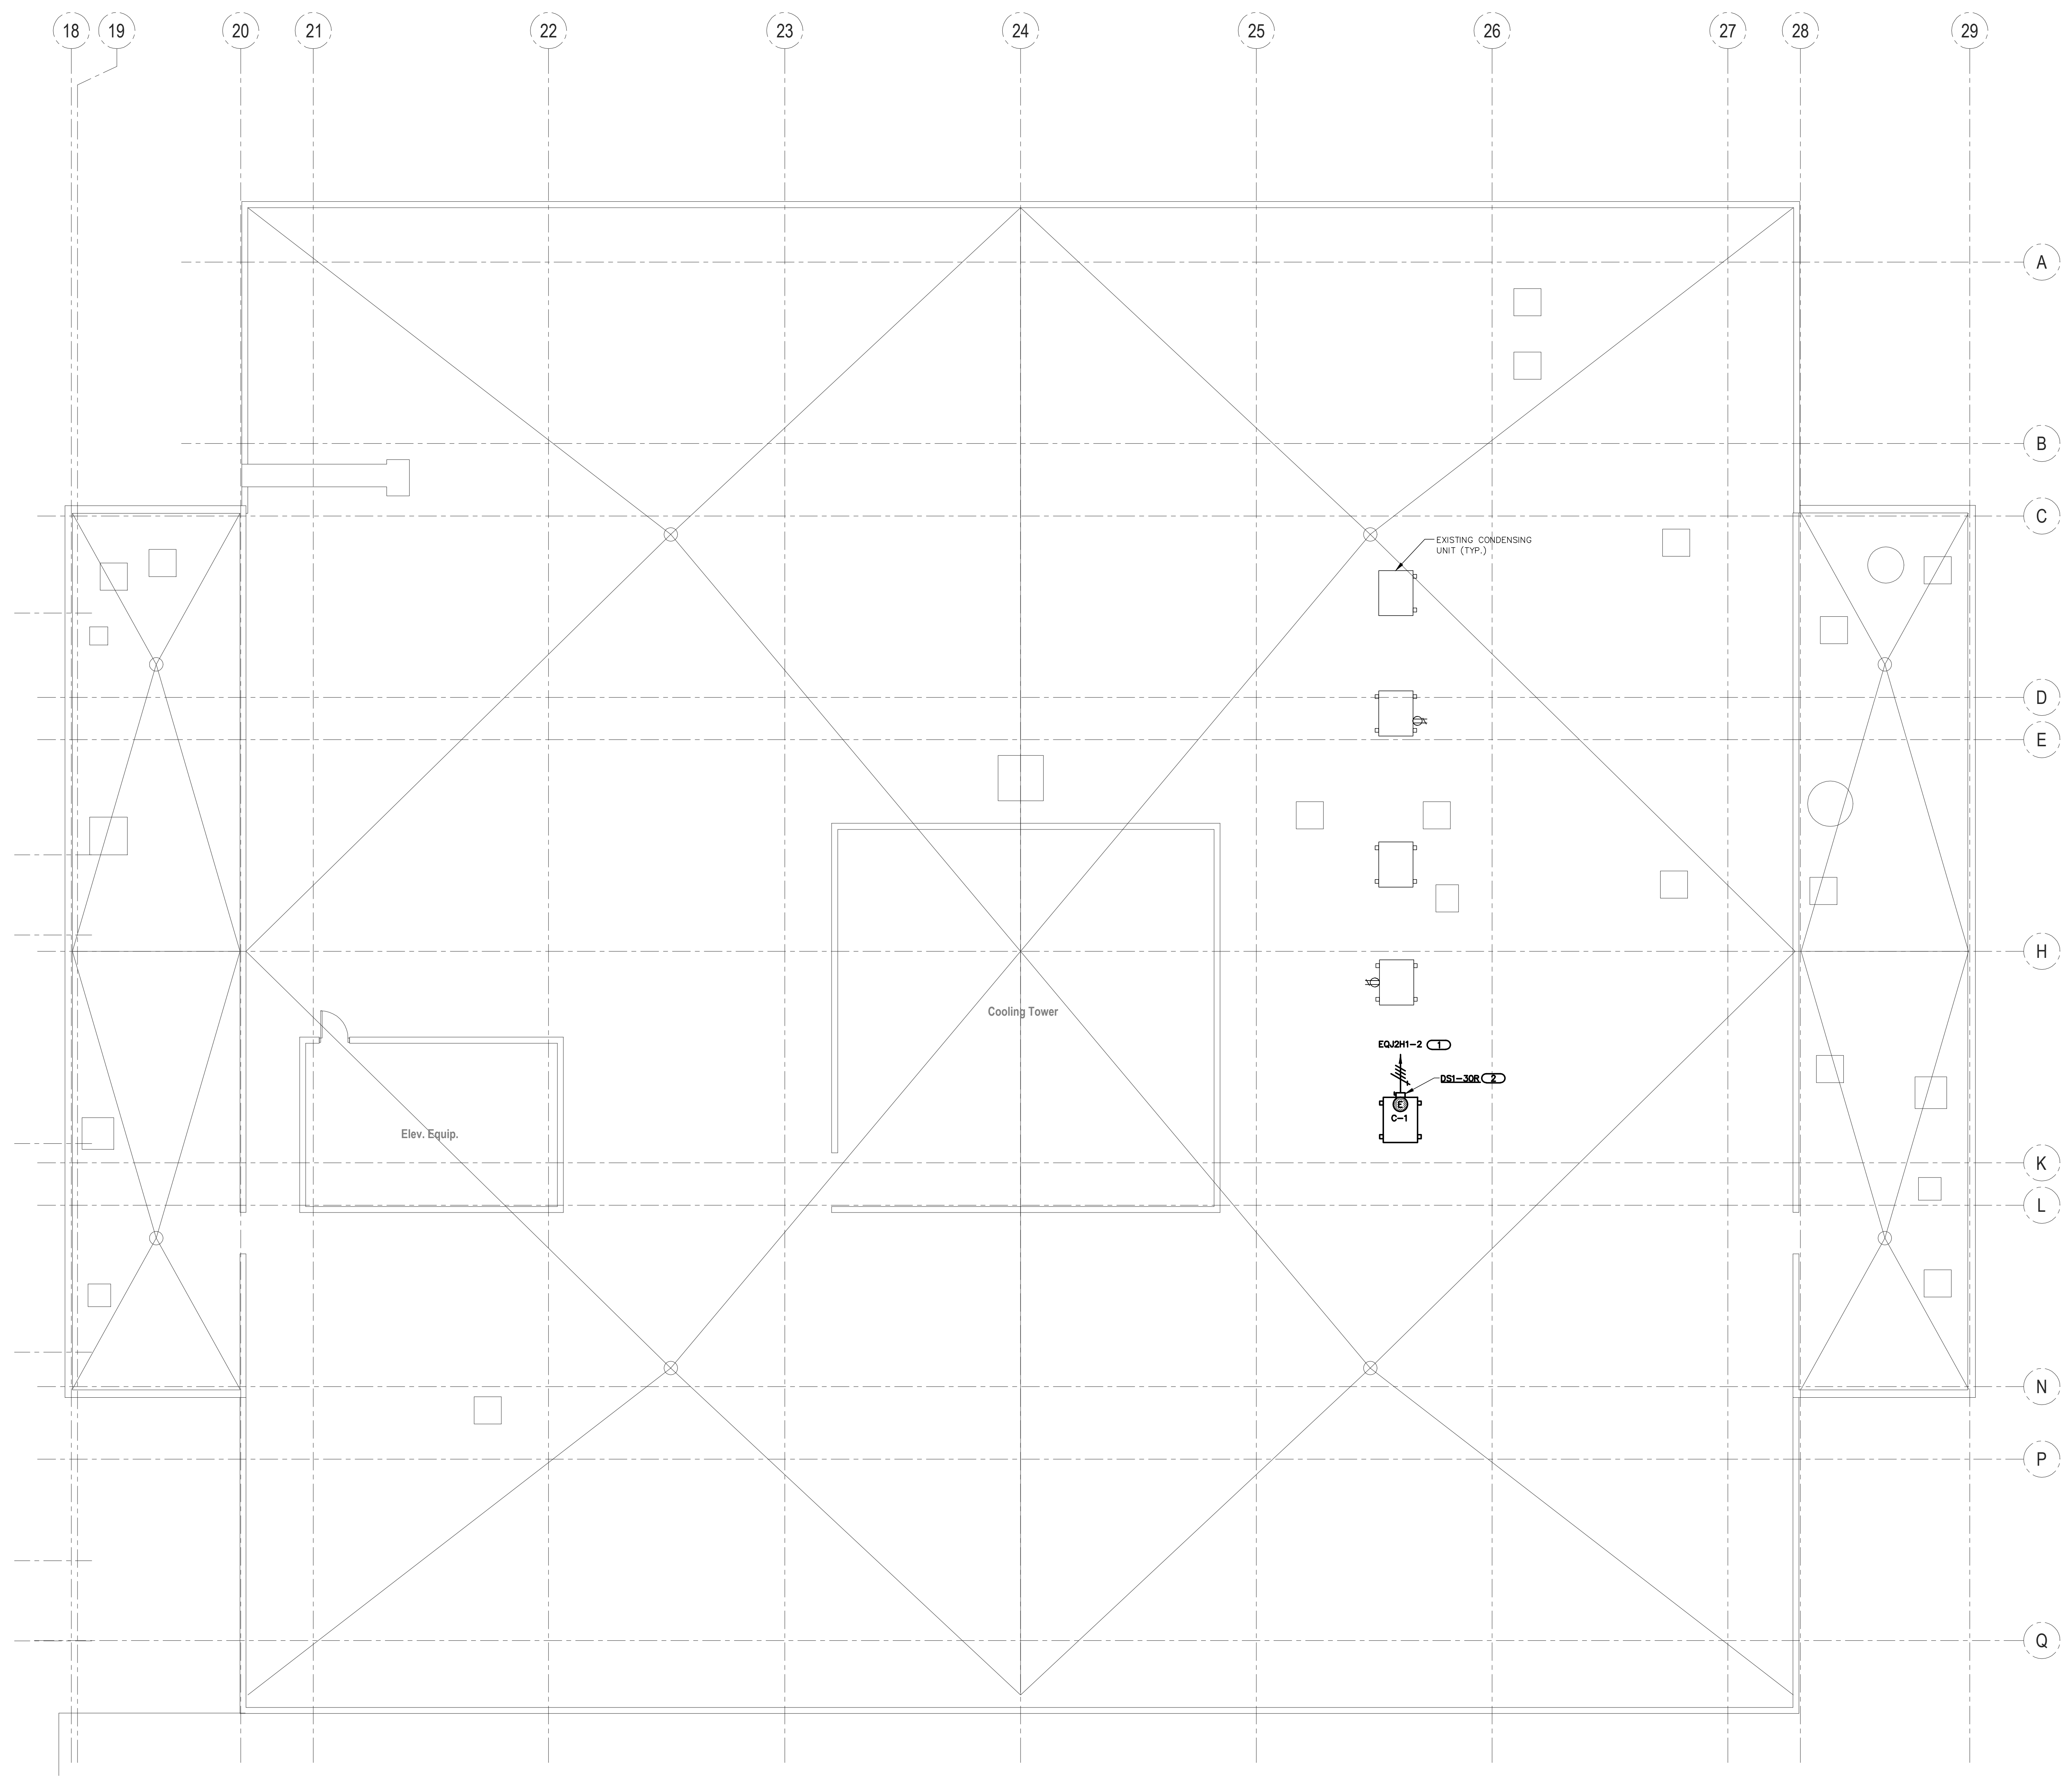 18 19 20 21 22 23 24 25 26 27 28 29
A
B
C
EXISTING CONDENSING
UNIT (TYP.)
D
E
H
Cooling Tower
EQJ2H1-2 1
DS1-30R 2
E
C-1
Elev. Equip.
K
L
N
P
Q